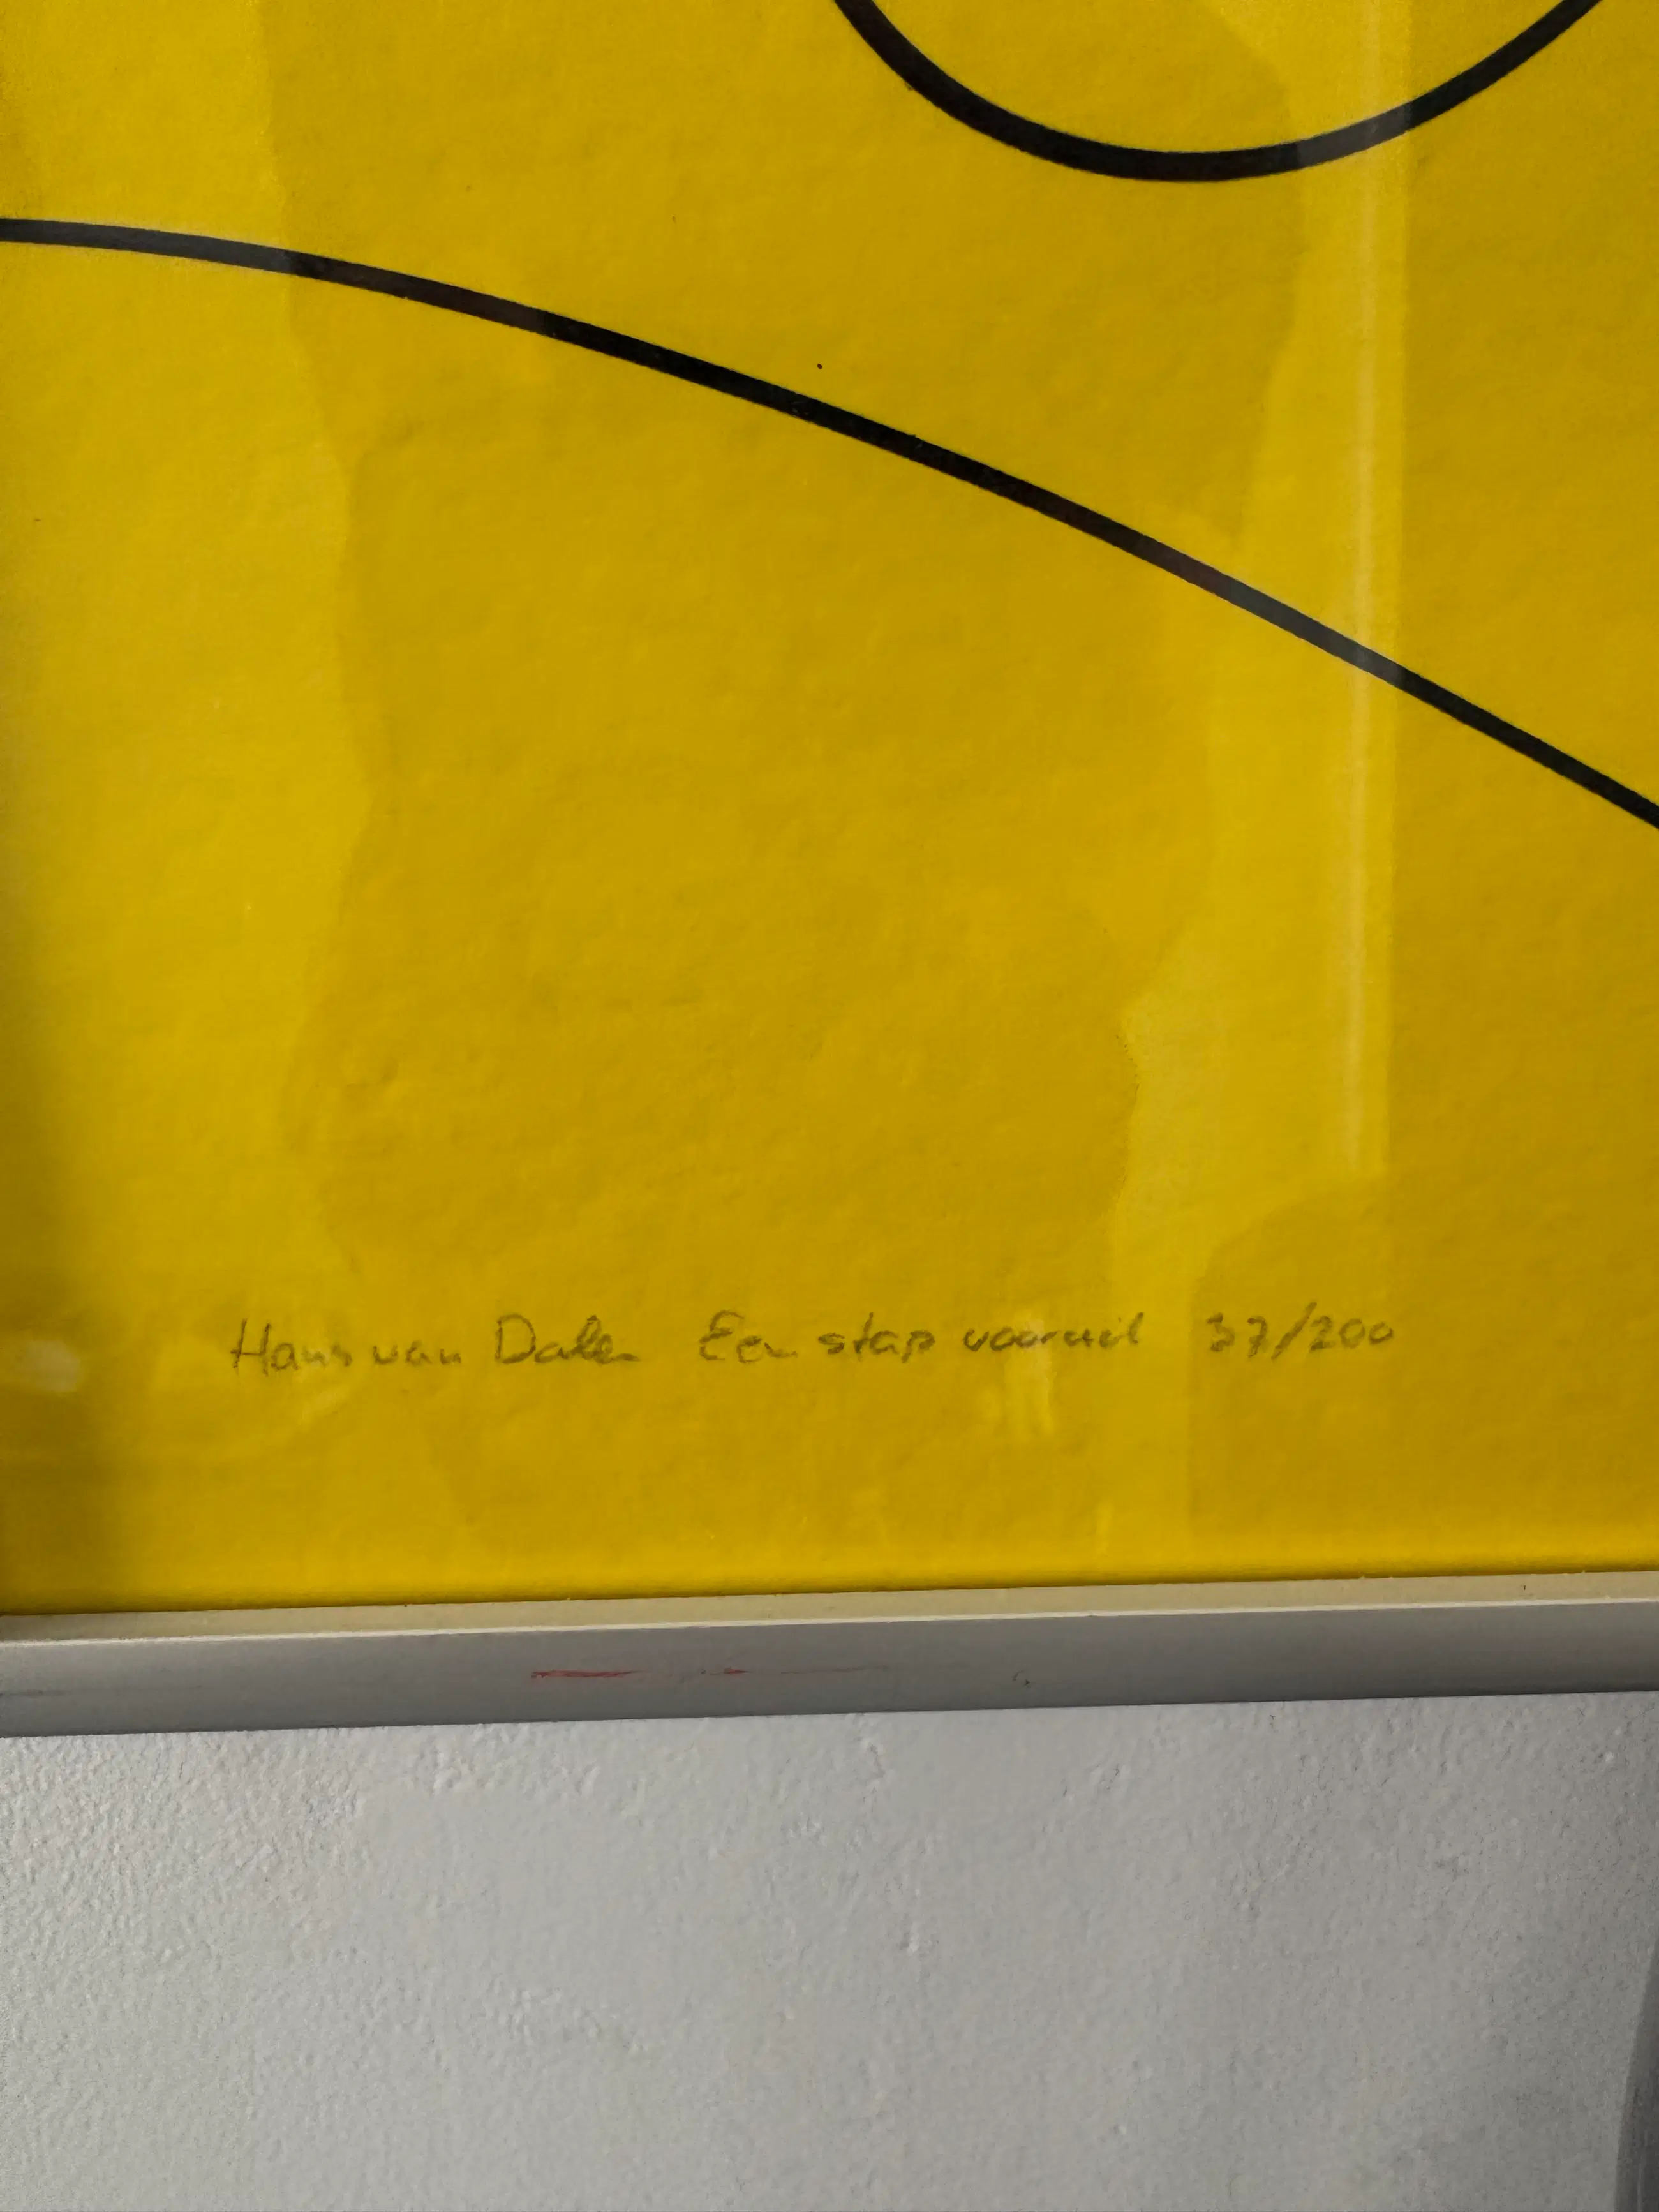 Hans van Dalen Een stap vooruit 37/200